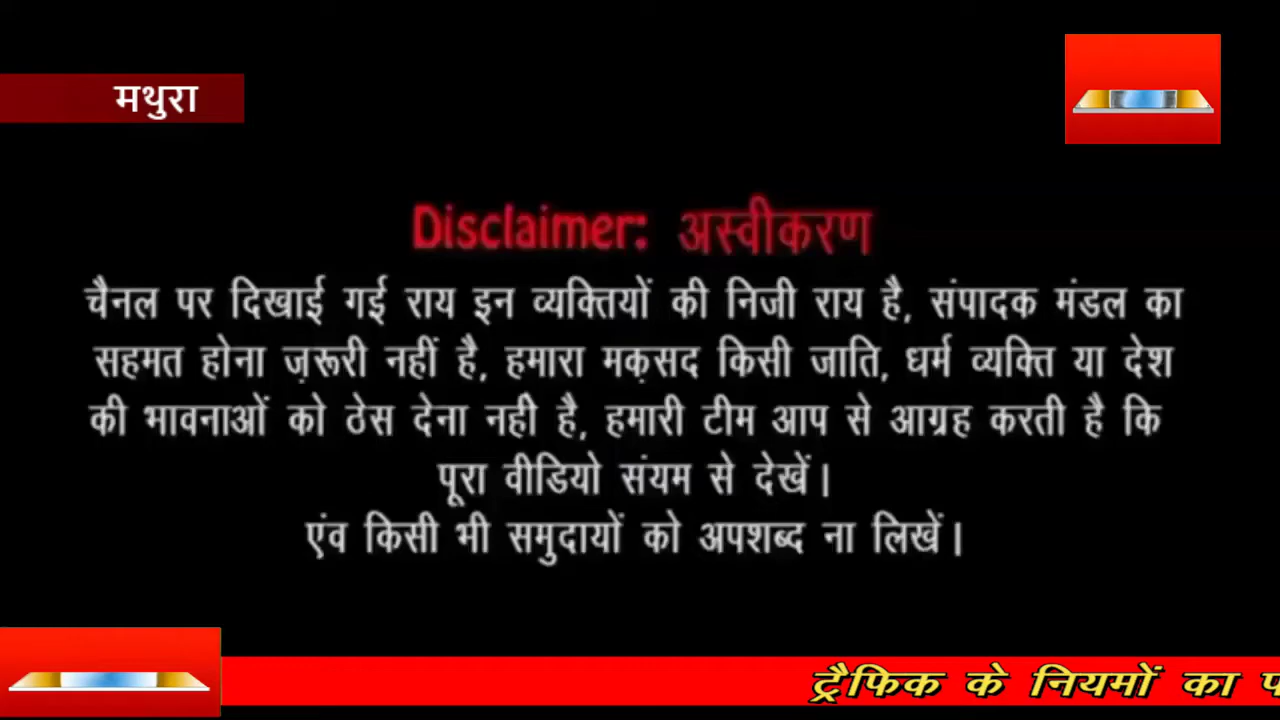 मथुरा
Disclaimer: अस्वीकरण
चैनल पर दिखाई गई राय इन व्यक्तियों की निजी राय है, संपादक मंडल का
सहमत होना ज़रूरी नहीं है, हमारा मक़सद किसी जाति, धर्म व्यक्ति या देश
की भावनाओं को ठेस देना नही है, हमारी टीम आप से आग्रह करती है कि
पूरा वीडियो संयम से देखें।
एंव किसी भी समुदायों को अपशब्द ना लिखें।
ट्रैफिक के नियमों का